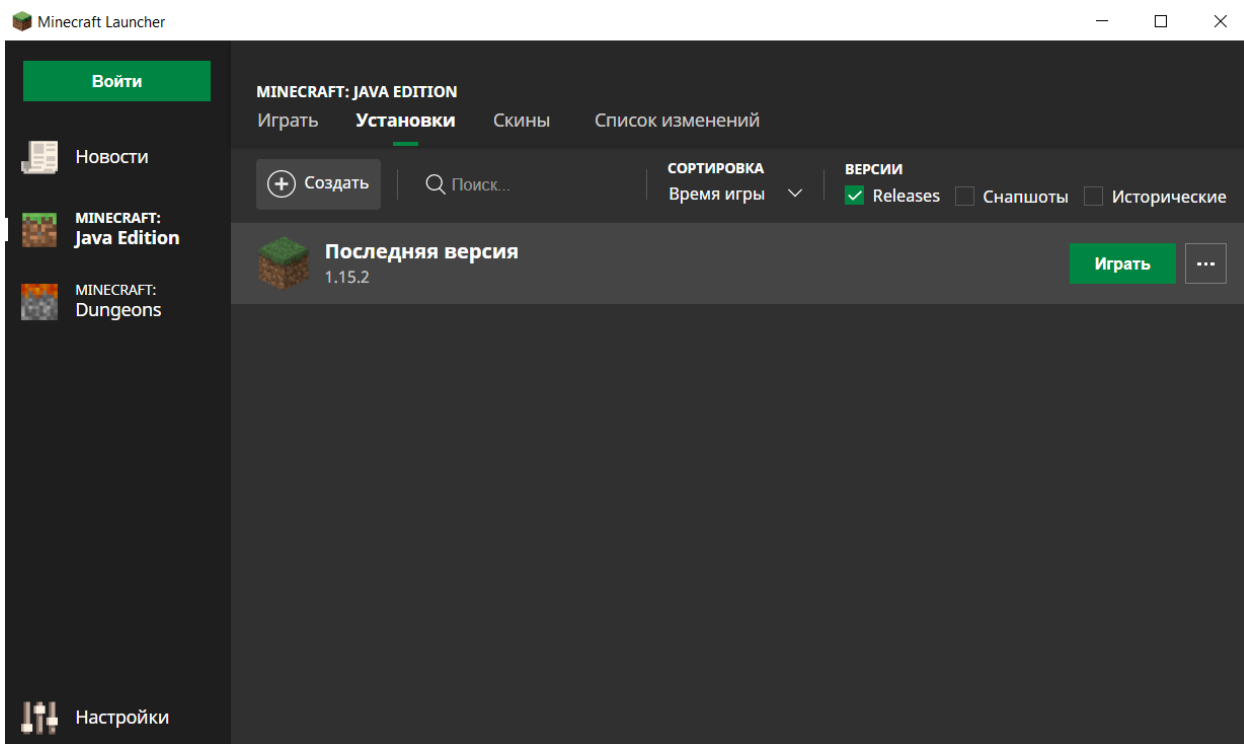 Minecraft Launcher
Войти
Новости
MINECRAFT:
Java Edition
MINECRAFT:
Dungeons
Настройки
MINECRAFT: JAVA EDITION
Играть Установки Скины Список изменений
Создать Поиск... СОРТИРОВКА
Время игры
ВЕРСИИ
Releases Снапшоты Исторические
Последняя версия
1.15.2
Играть ...